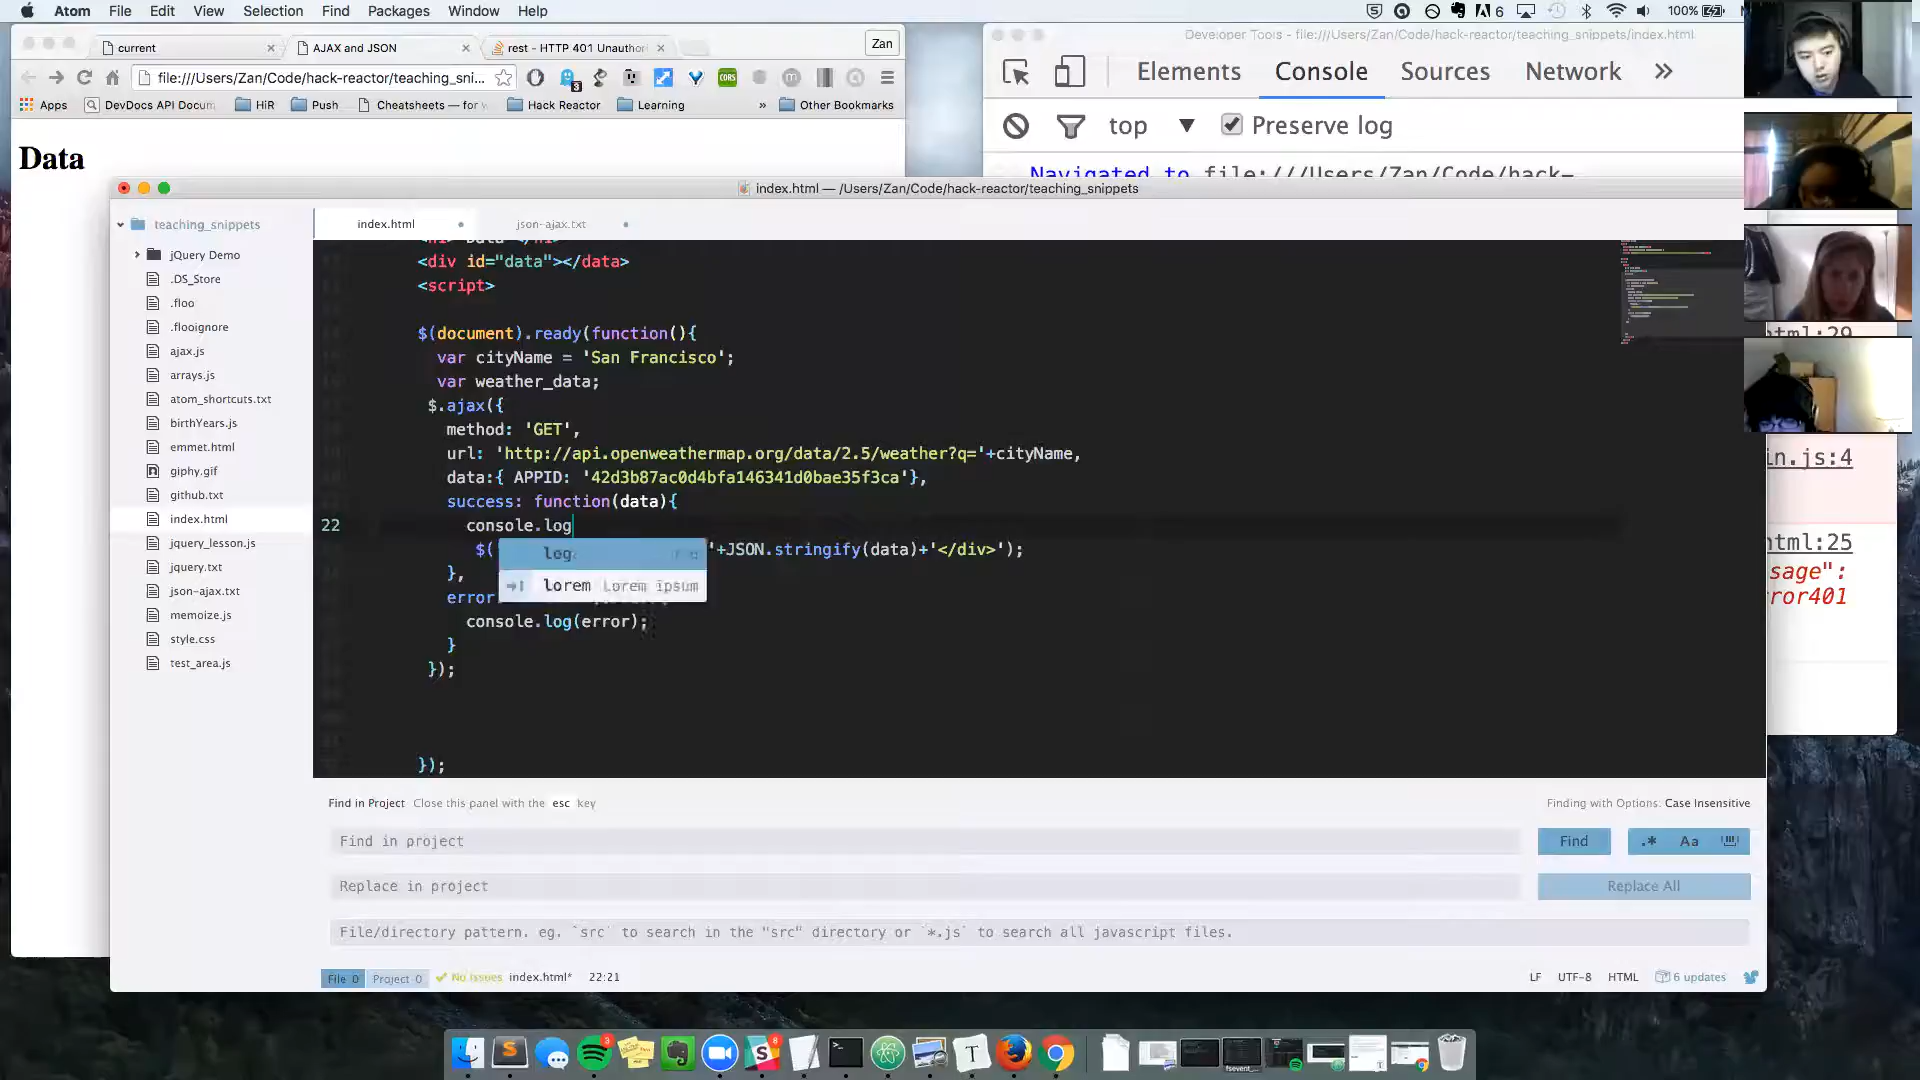 Atom File Edit View Selection Find Packages Window Help
6 100%
current
AJAX and JSON
rest - HTTP 401 Unauthor
Zan
file:///Users/Zan/Code/hack-reactor/teaching_sni...
Apps DevDocs API Docum HiR Push Cheatsheets — for Hack Reactor Learning » Other Bookmarks
Data
Developer Tools - file:///Users/Zan/Code/hack-reactor/teaching_snippets/index.html
Elements Console Sources Network »
top Preserve log
Navigated to file:///Users/Zan/Code/hack-
index.html — /Users/Zan/Code/hack-reactor/teaching_snippets
teaching_snippets
jQuery Demo
.DS_Store
.floo
.flooignore
ajax.js
arrays.js
atom_shortcuts.txt
birthYears.js
emmet.html
giphy.gif
github.txt
index.html
jquery_lesson.js
jquery.txt
json-ajax.txt
memoize.js
style.css
test_area.js
index.html
json-ajax.txt
<div id="data"></data>
<script>
$(document).ready(function(){
var cityName = 'San Francisco';
var weather_data;
$.ajax({
method: 'GET',
url: 'http://api.openweathermap.org/data/2.5/weather?q='+cityName,
data:{ APPID: '42d3b87ac0d4bfa146341d0bae35f3ca'},
success: function(data){
22 console.log
$( '+JSON.stringify(data)+'</div>');
},
error
console.log(error);
}
});
});
log
lorem Lorem ipsum
html:29
in.js:4
html:25
sage":
ror401
Find in Project Close this panel with the esc key
Finding with Options: Case Insensitive
Find in project
Find .* Aa
Replace in project
Replace All
File/directory pattern. eg. `src` to search in the "src" directory or `*.js` to search all javascript files.
File 0 Project 0 No Issues index.html* 22:21
LF UTF-8 HTML 6 updates